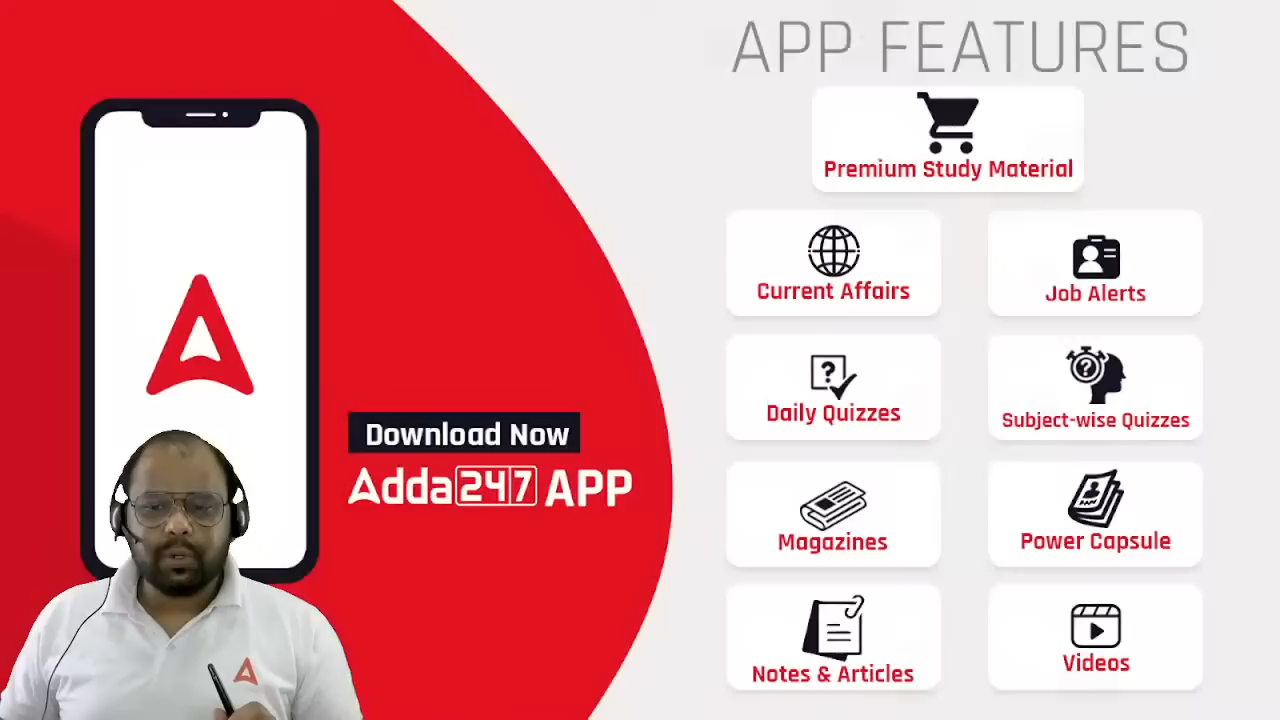 APP FEATURES
Premium Study Material
Current Affairs
Job Alerts
Daily Quizzes
Subject-wise Quizzes
Magazines
Power Capsule
Notes & Articles
Videos
Download Now
Adda247 APP